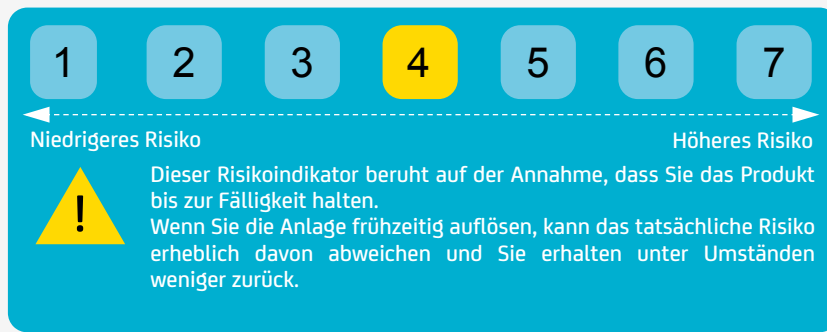 1 2 3 4 5 6 7
Niedrigeres Risiko Höheres Risiko
! Dieser Risikoindikator beruht auf der Annahme, dass Sie das Produkt
bis zur Fälligkeit halten.
Wenn Sie die Anlage frühzeitig auflösen, kann das tatsächliche Risiko
erheblich davon abweichen und Sie erhalten unter Umständen
weniger zurück.